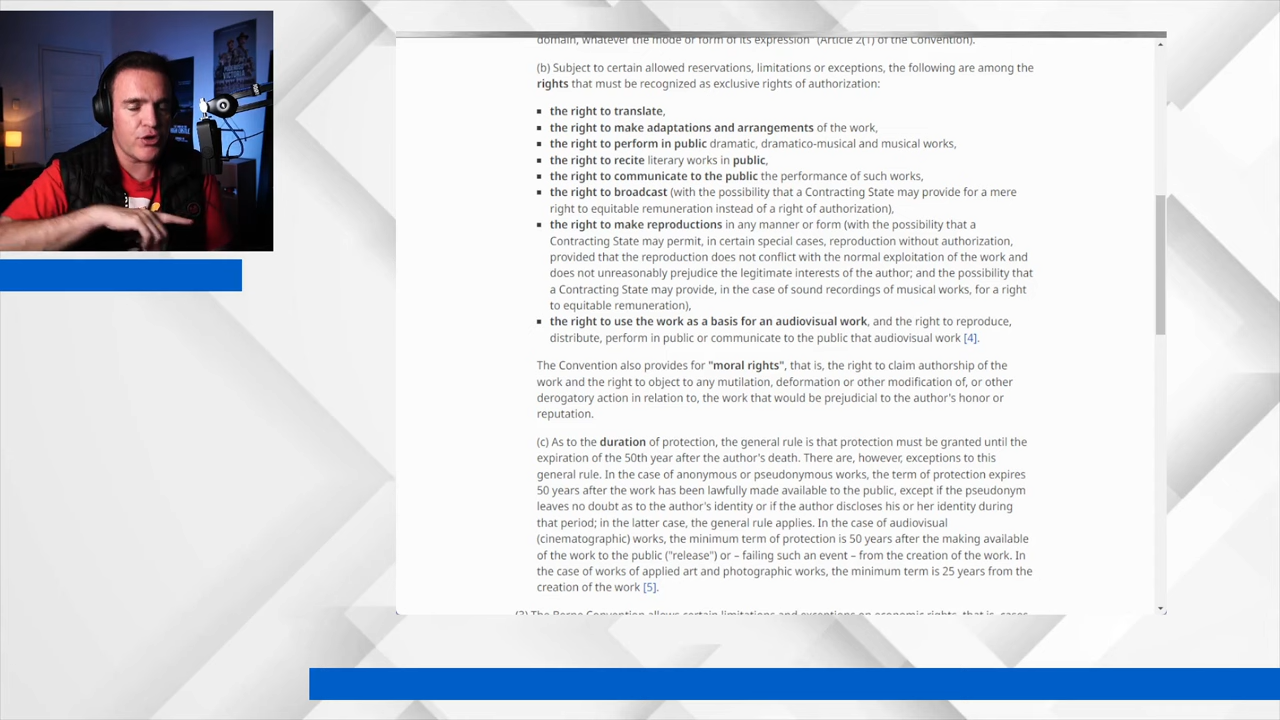 domain, whatever the mode or form of its expression" (Article 2(1) of the Convention).
(b) Subject to certain allowed reservations, limitations or exceptions, the following are among the
rights that must be recognized as exclusive rights of authorization:
▪ the right to translate,
▪ the right to make adaptations and arrangements of the work,
▪ the right to perform in public dramatic, dramatico-musical and musical works,
▪ the right to recite literary works in public,
▪ the right to communicate to the public the performance of such works,
▪ the right to broadcast (with the possibility that a Contracting State may provide for a mere
right to equitable remuneration instead of a right of authorization),
▪ the right to make reproductions in any manner or form (with the possibility that a
Contracting State may permit, in certain special cases, reproduction without authorization,
provided that the reproduction does not conflict with the normal exploitation of the work and
does not unreasonably prejudice the legitimate interests of the author; and the possibility that
a Contracting State may provide, in the case of sound recordings of musical works, for a right
to equitable remuneration),
▪ the right to use the work as a basis for an audiovisual work, and the right to reproduce,
distribute, perform in public or communicate to the public that audiovisual work [4].
The Convention also provides for "moral rights", that is, the right to claim authorship of the
work and the right to object to any mutilation, deformation or other modification of, or other
derogatory action in relation to, the work that would be prejudicial to the author's honor or
reputation.
(c) As to the duration of protection, the general rule is that protection must be granted until the
expiration of the 50th year after the author's death. There are, however, exceptions to this
general rule. In the case of anonymous or pseudonymous works, the term of protection expires
50 years after the work has been lawfully made available to the public, except if the pseudonym
leaves no doubt as to the author's identity or if the author discloses his or her identity during
that period; in the latter case, the general rule applies. In the case of audiovisual
(cinematographic) works, the minimum term of protection is 50 years after the making available
of the work to the public ("release") or – failing such an event – from the creation of the work. In
the case of works of applied art and photographic works, the minimum term is 25 years from the
creation of the work [5].
(3) The Berne Convention allows certain limitations and exceptions on economic rights, that is, cases